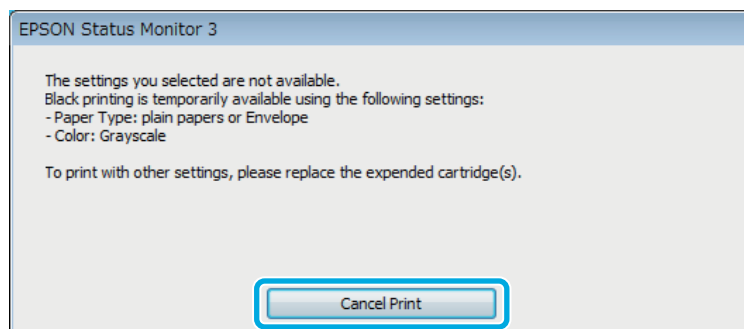 EPSON Status Monitor 3
The settings you selected are not available.
Black printing is temporarily available using the following settings:
- Paper Type: plain papers or Envelope
- Color: Grayscale
To print with other settings, please replace the expended cartridge(s).
Cancel Print